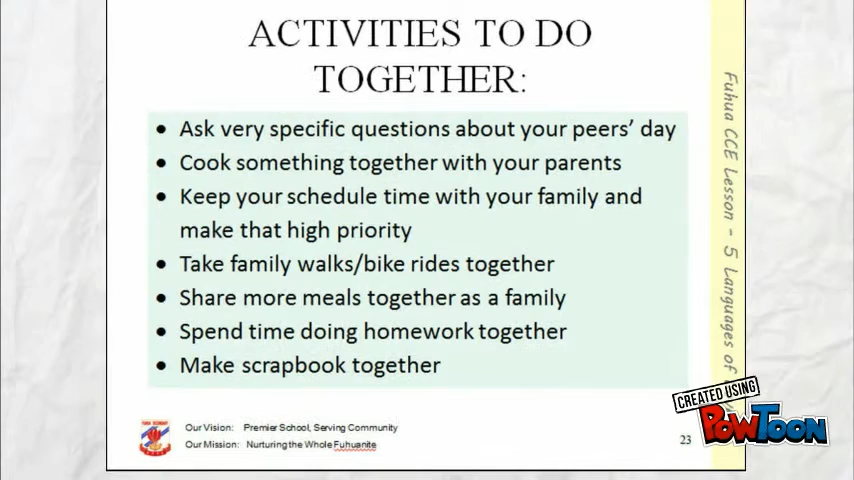 ACTIVITIES TO DO
TOGETHER:
• Ask very specific questions about your peers’ day
• Cook something together with your parents
• Keep your schedule time with your family and
make that high priority
• Take family walks/bike rides together
• Share more meals together as a family
• Spend time doing homework together
• Make scrapbook together
Fuhua CCE Lesson - 5 Languages of
Our Vision: Premier School, Serving Community
Our Mission: Nurturing the Whole Fuhuanite
23
CREATED USING
POWTOON